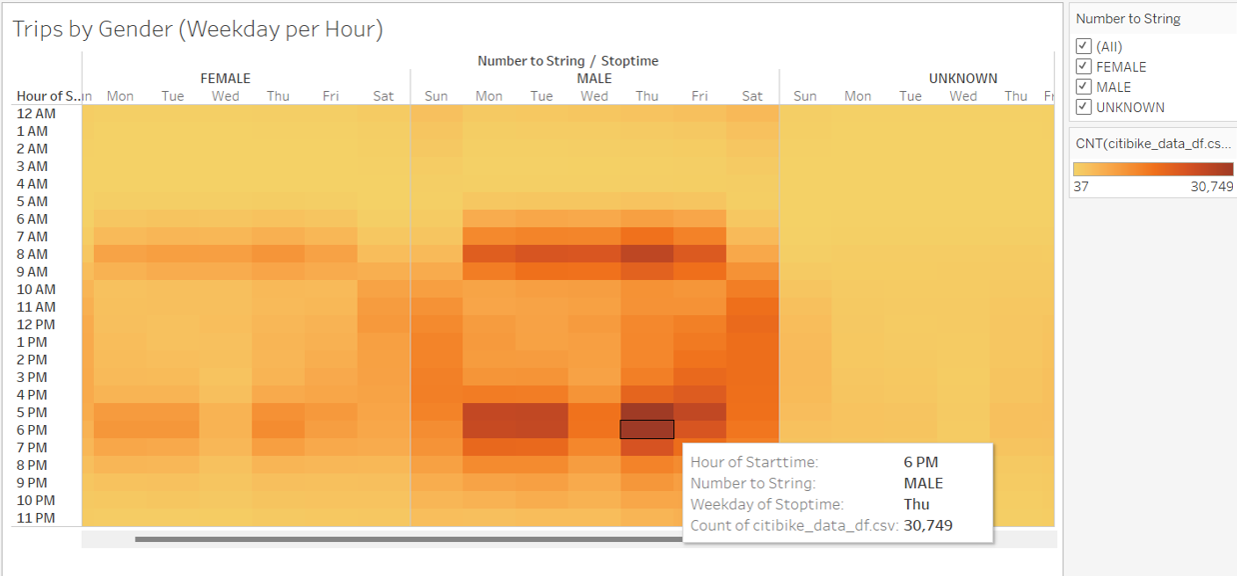 Trips by Gender (Weekday per Hour)
Number to String / Stoptime
FEMALE MALE UNKNOWN
Hour of S.. Mon Tue Wed Thu Fri Sat Sun Mon Tue Wed Thu Fri Sat Sun Mon Tue Wed Thu
12 AM
1 AM
2 AM
3 AM
4 AM
5 AM
6 AM
7 AM
8 AM
9 AM
10 AM
11 AM
12 PM
1 PM
2 PM
3 PM
4 PM
5 PM
6 PM
7 PM
8 PM
9 PM
10 PM
11 PM
Hour of Starttime: 6 PM
Number to String: MALE
Weekday of Stoptime: Thu
Count of citibike_data_df.csv: 30,749
Number to String
(All)
FEMALE
MALE
UNKNOWN
CNT(citibike_data_df.cs...
37 30,749